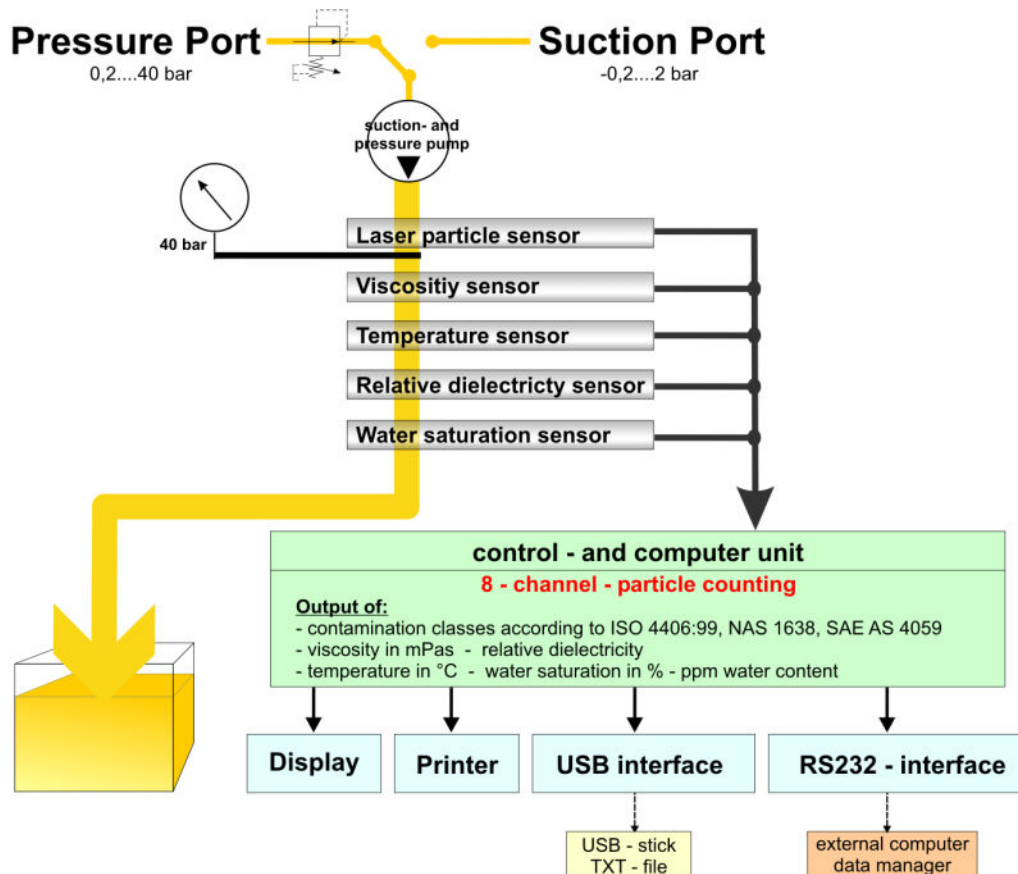 Pressure Port
0,2....40 bar
Suction Port
-0,2...2 bar
suction- and
pressure pump
40 bar
Laser particle sensor
Viscositiy sensor
Temperature sensor
Relative dielectricty sensor
Water saturation sensor
control - and computer unit
8 - channel - particle counting
Output of:
- contamination classes according to ISO 4406:99, NAS 1638, SAE AS 4059
- viscosity in mPas - relative dielectricity
- temperature in °C - water saturation in % - ppm water content
Display
Printer
USB interface
RS232 - interface
USB - stick
TXT - file
external computer
data manager